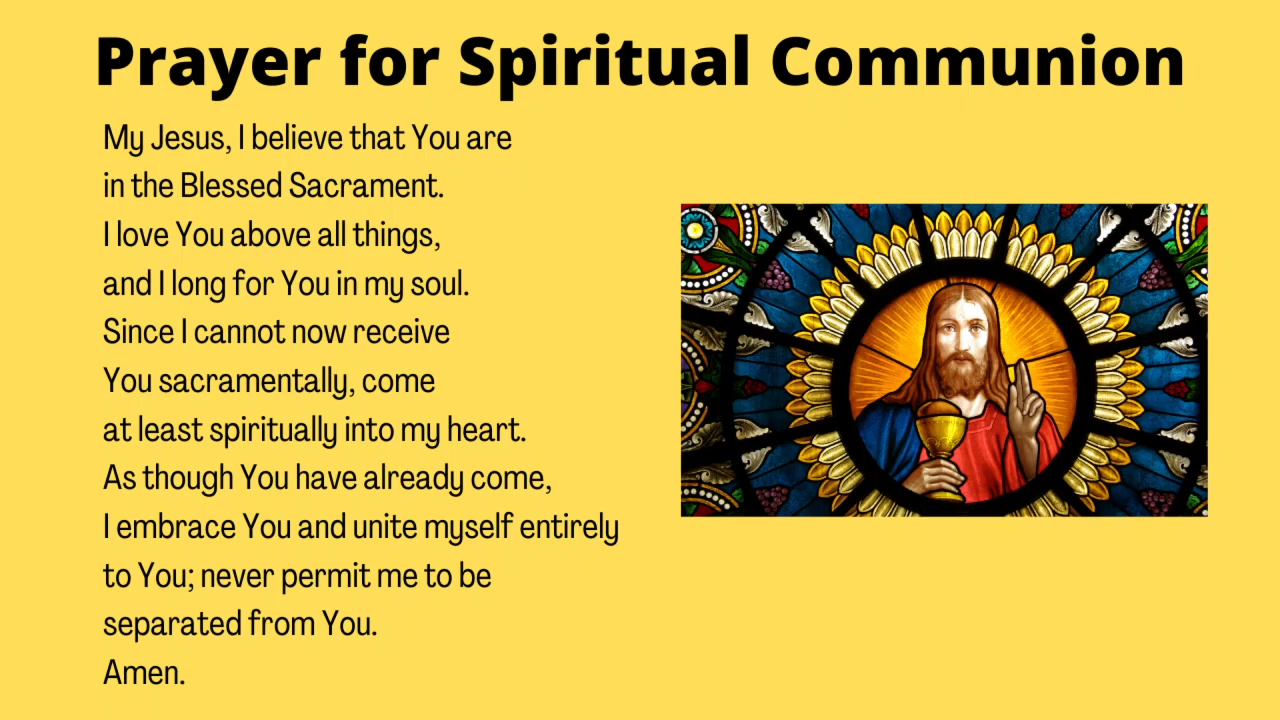 Prayer for Spiritual Communion
My Jesus, I believe that You are
in the Blessed Sacrament.
I love You above all things,
and I long for You in my soul.
Since I cannot now receive
You sacramentally, come
at least spiritually into my heart.
As though You have already come,
I embrace You and unite myself entirely
to You; never permit me to be
separated from You.
Amen.